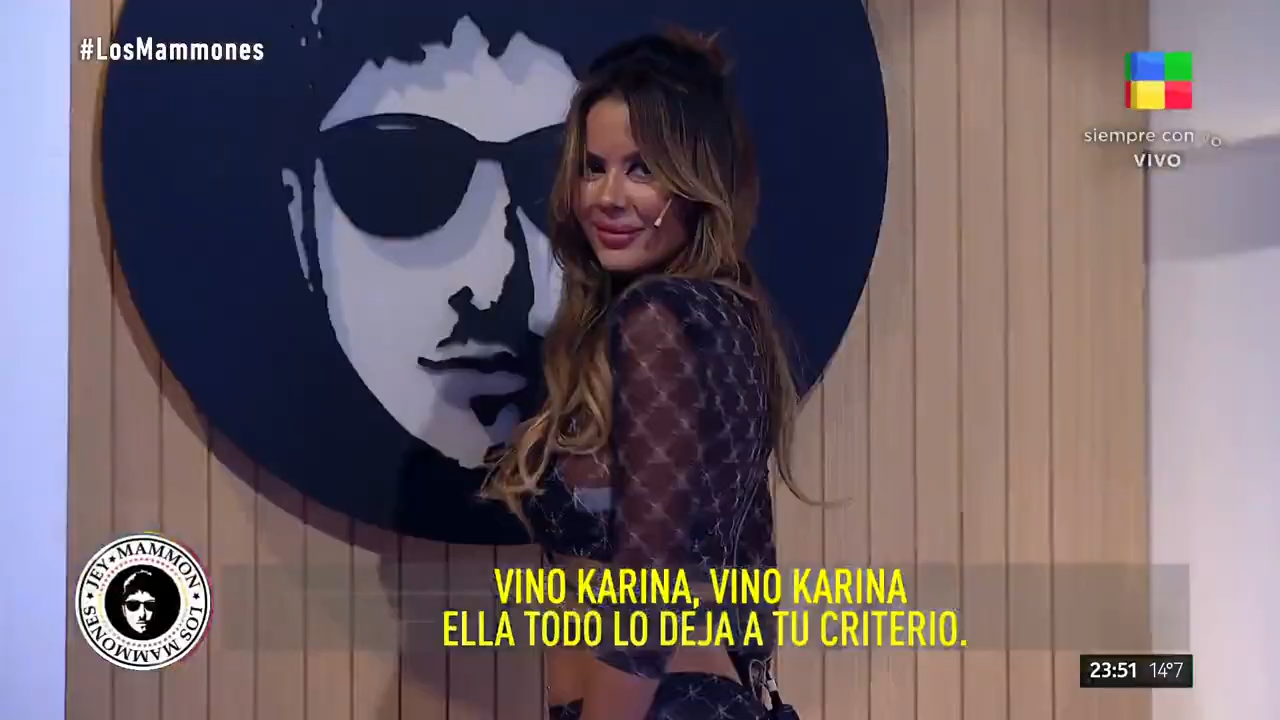 #LosMammones
siempre con
VIVO
JEY★MAMMON★LOS MAMMONES★
VINO KARINA, VINO KARINA
ELLA TODO LO DEJA A TU CRITERIO.
23:51 14°7